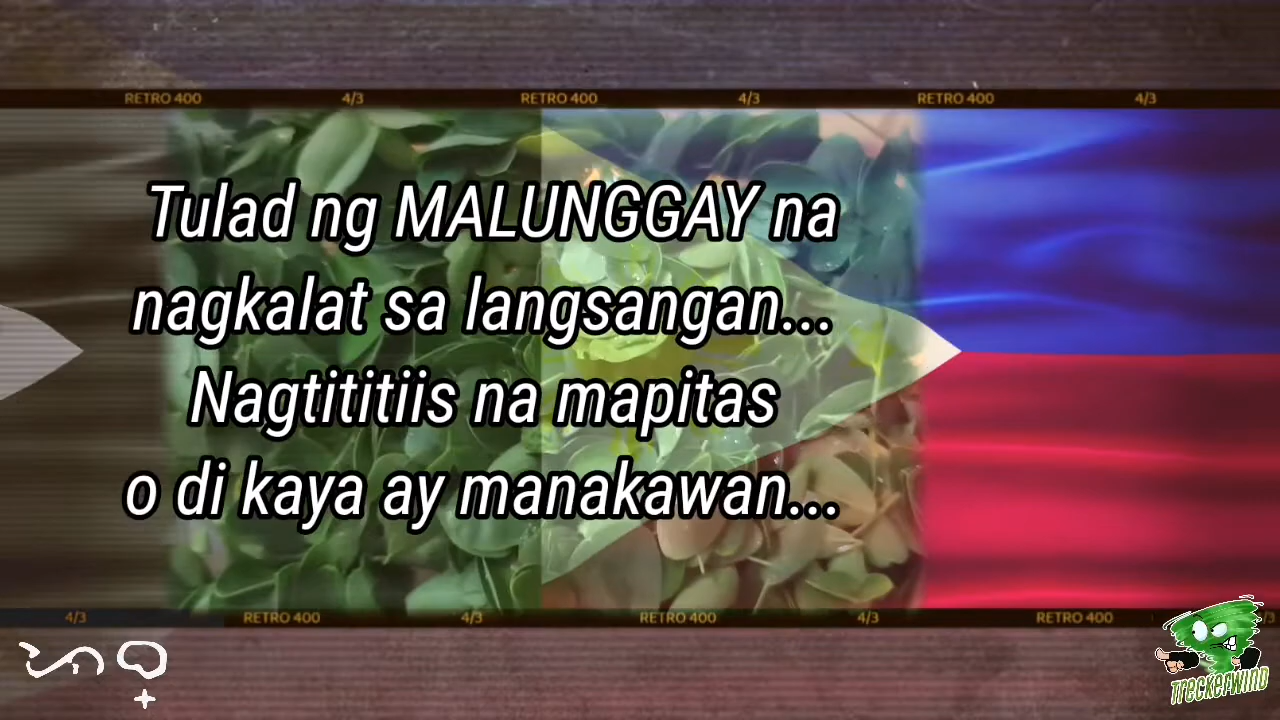 RETRO 400 4/3 RETRO 400 4/3 RETRO 400 4/3
Tulad ng MALUNGGAY na
nagkalat sa langsangan...
Nagtititiis na mapitas
o di kaya ay manakawan...
4/3 RETRO 400 4/3 RETRO 400 4/3 RETRO 400
TreckerWIND